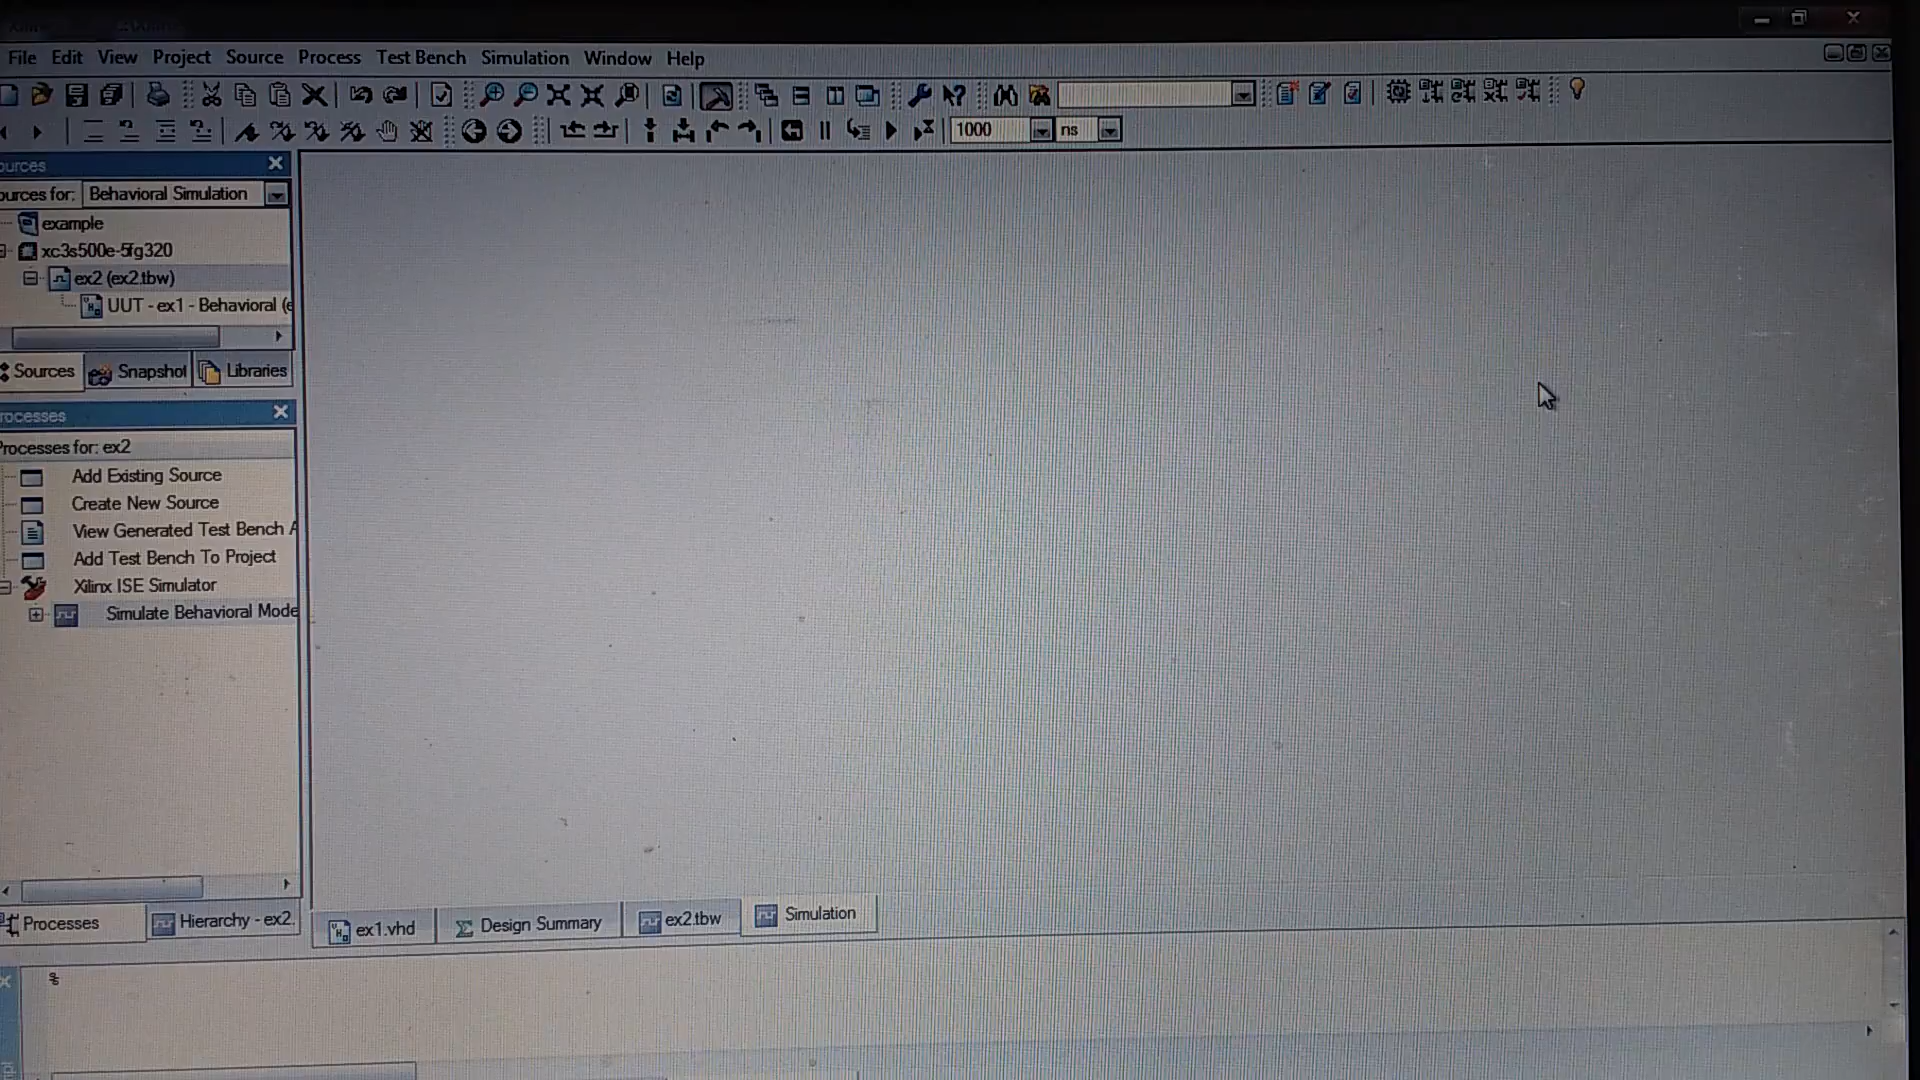 File Edit View Project Source Process Test Bench Simulation Window Help
1000 ns
ources
ources for: Behavioral Simulation
example
xc3s500e-5fg320
ex2 (ex2.tbw)
UUT - ex1 - Behavioral (e
Sources Snapshot Libraries
rocesses
Processes for: ex2
Add Existing Source
Create New Source
View Generated Test Bench A
Add Test Bench To Project
Xilinx ISE Simulator
Simulate Behavioral Mode
Processes Hierarchy - ex2.
ex1.vhd Design Summary ex2.tbw Simulation
%